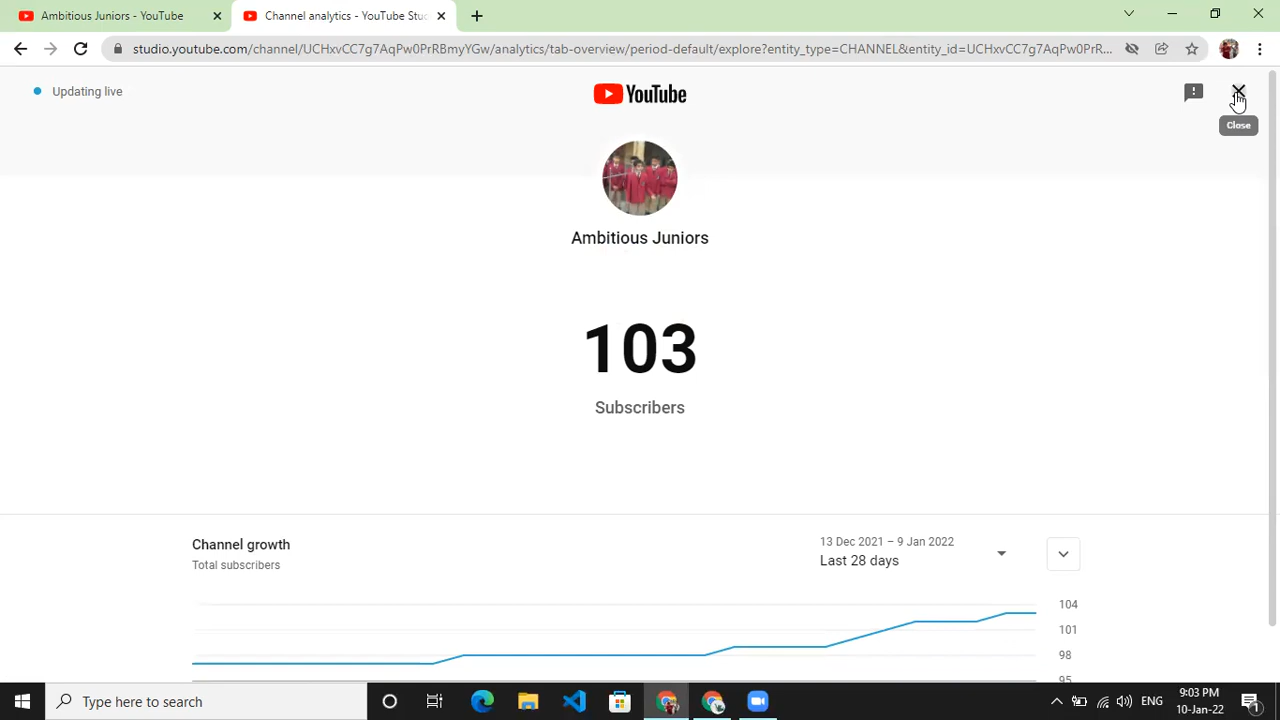 Ambitious Juniors - YouTube
Channel analytics - YouTube Stu
studio.youtube.com/channel/UCHxvCC7g7AqPw0PrRBmyYGw/analytics/tab-overview/period-default/explore?entity_type=CHANNEL&entity_id=UCHxvCC7g7AqPw0PrR...
Updating live
YouTube
Close
Ambitious Juniors
103
Subscribers
Channel growth
Total subscribers
13 Dec 2021 – 9 Jan 2022
Last 28 days
104
101
98
95
Type here to search
ENG
9:03 PM
10-Jan-22
1